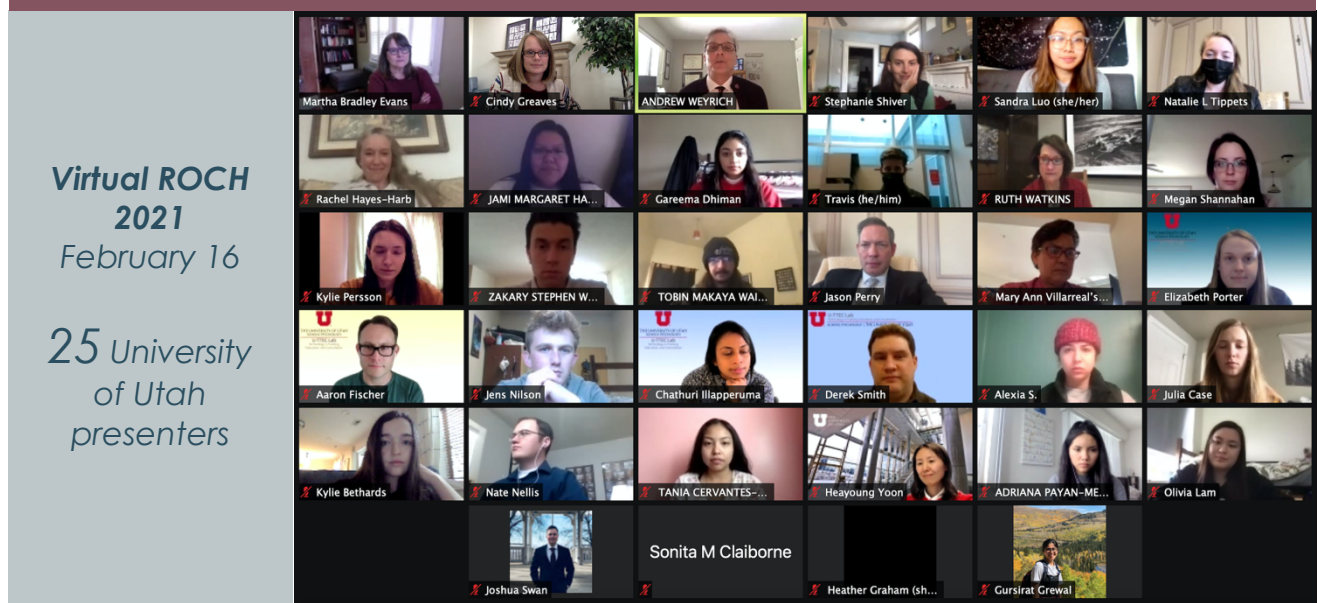 Virtual ROCH
2021
February 16
25 University
of Utah
presenters
Martha Bradley Evans
Cindy Greaves
ANDREW WEYRICH
Stephanie Shiver
Sandra Luo (she/her)
Natalie L Tippets
Rachel Hayes-Harb
JAMI MARGARET HA...
Gareema Dhiman
Travis (he/him)
RUTH WATKINS
Megan Shannahan
Kylie Persson
ZAKARY STEPHEN W...
TOBIN MAKAYA WAI...
Jason Perry
Mary Ann Villarreal's...
Elizabeth Porter
Aaron Fischer
Jens Nilson
Chathuri Illapperuma
Derek Smith
Alexia S.
Julia Case
Kylie Bethards
Nate Nellis
TANIA CERVANTES-...
Heayoung Yoon
ADRIANA PAYAN-ME...
Olivia Lam
Joshua Swan
Sonita M Claiborne
Heather Graham (sh...
Gursirat Grewal